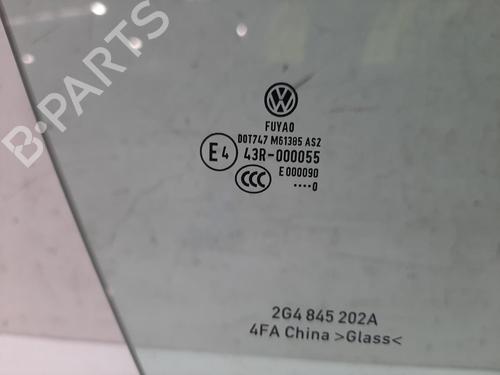 B-PARTS
FUYAO
DOT747 M61385 AS2
E4 43R-000055
CCC E 000090
····0
2G4 845 202A
4FA China >Glass<